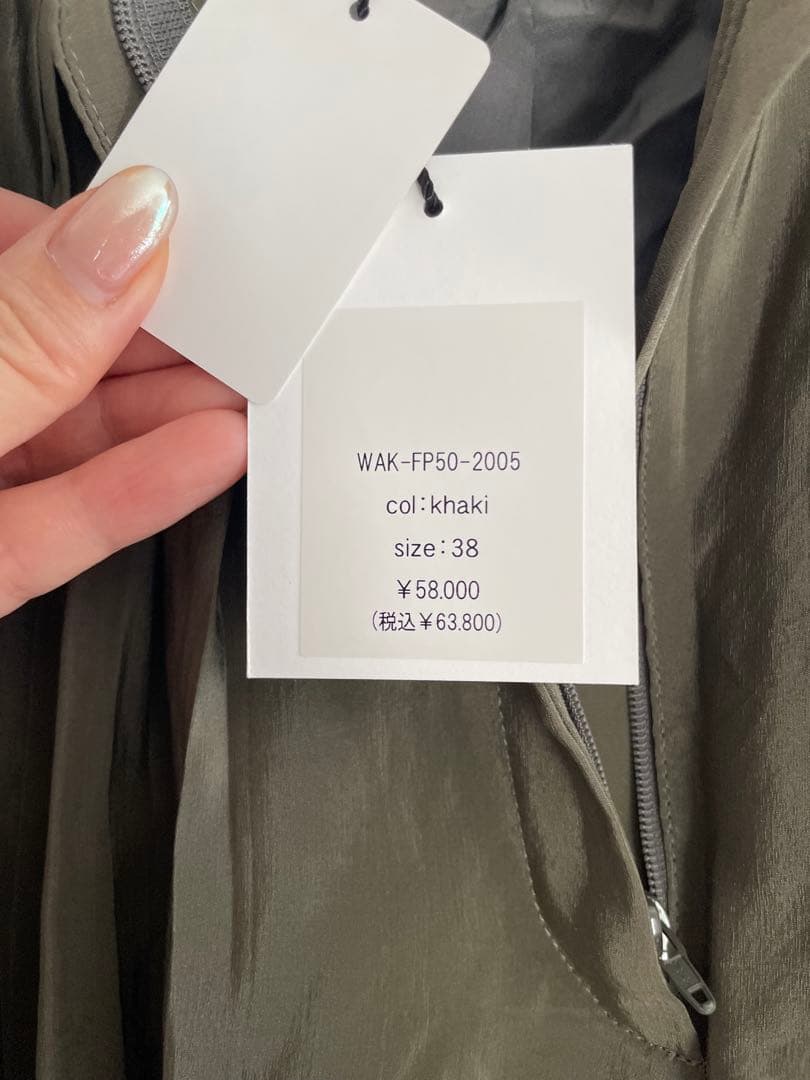 WAK-FP50-2005
col:khaki
size:38
￥58.000
(税込￥63.800)